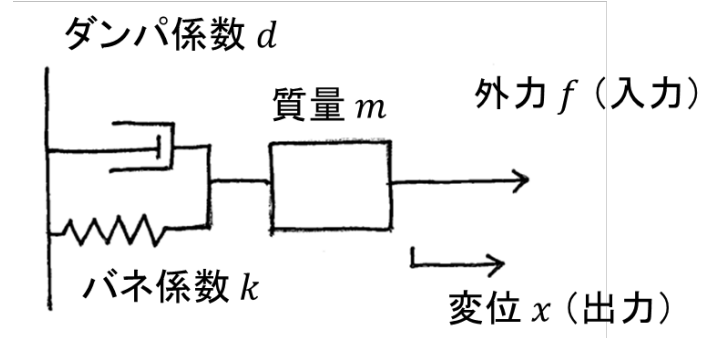 ダンパ係数 d
質量 m
外力 f（入力）
バネ係数 k
変位 x（出力）